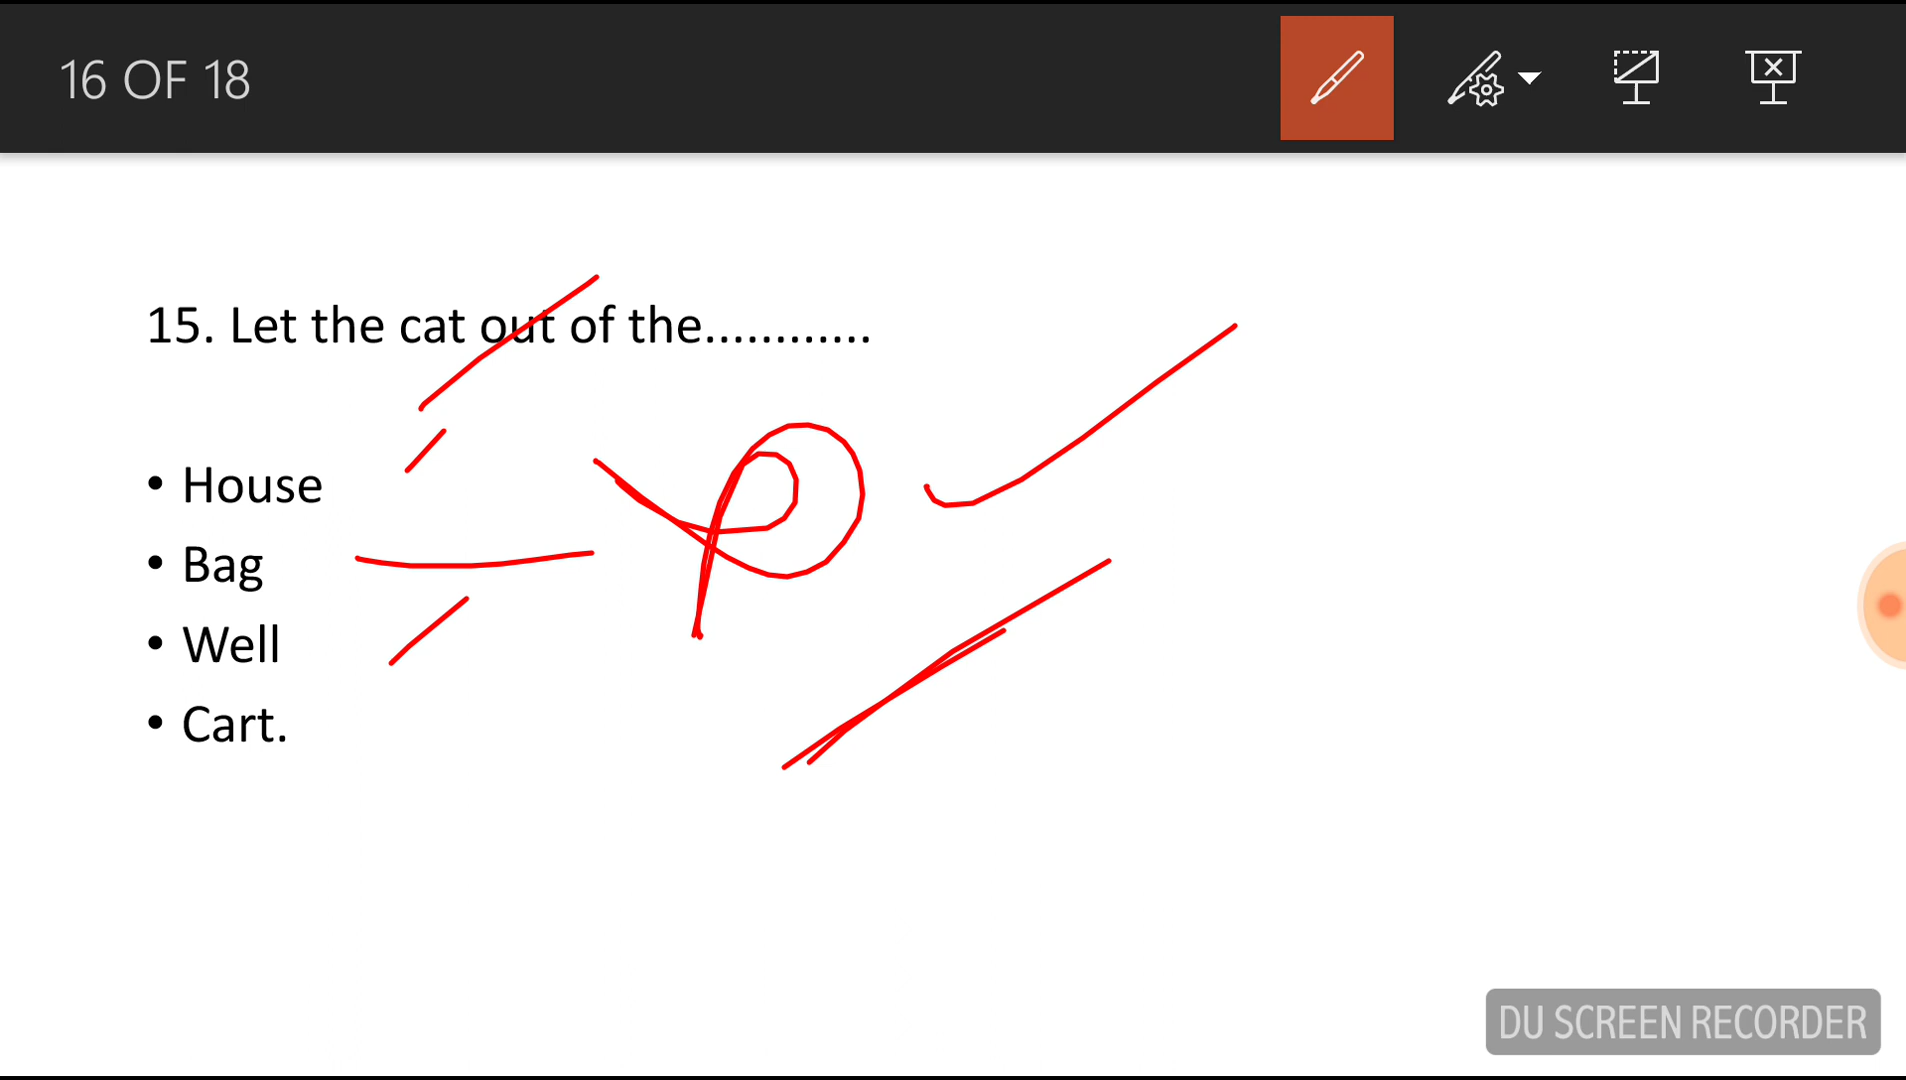 16 OF 18
15. Let the cat out of the............
• House
• Bag
• Well
• Cart.
DU SCREEN RECORDER